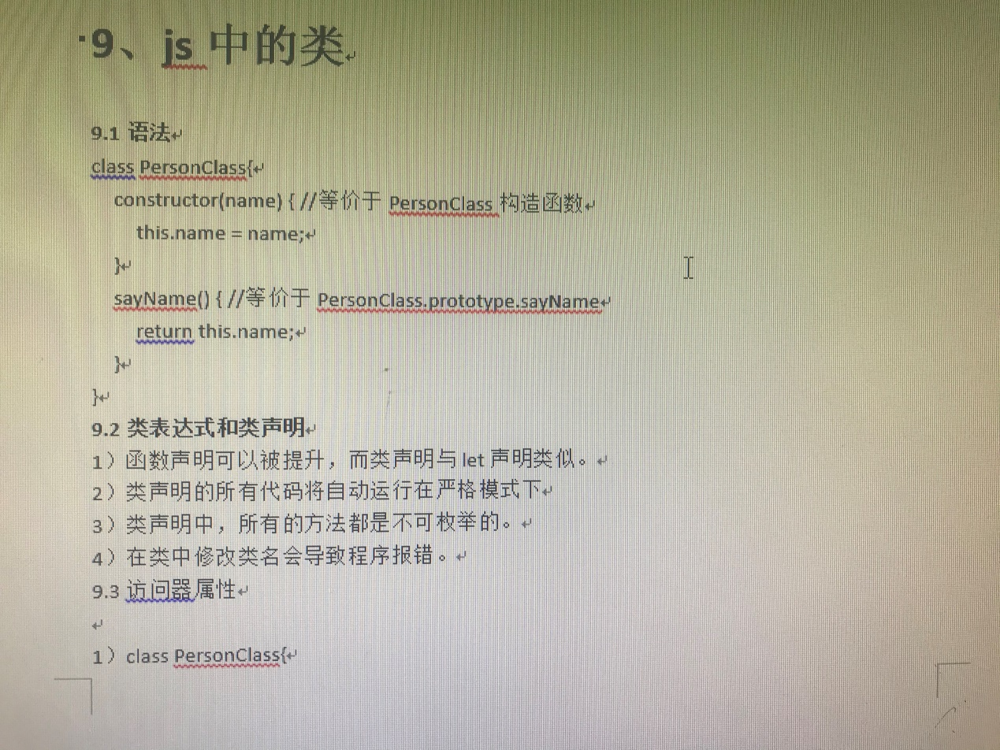 9、js 中的类
9.1 语法
class PersonClass{
constructor(name) { //等价于 PersonClass 构造函数
this.name = name;
}
sayName() { //等价于 PersonClass.prototype.sayName
return this.name;
}
}
9.2 类表达式和类声明
1）函数声明可以被提升，而类声明与 let 声明类似。
2）类声明的所有代码将自动运行在严格模式下
3）类声明中，所有的方法都是不可枚举的。
4）在类中修改类名会导致程序报错。
9.3 访问器属性
1）class PersonClass{